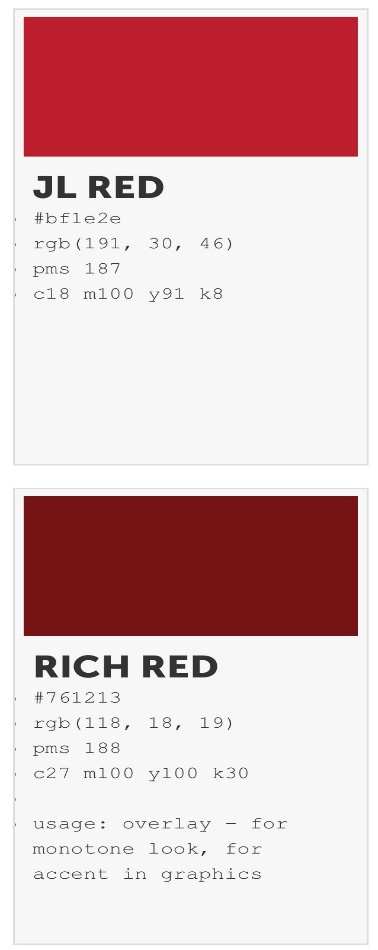 JL RED
#bf1e2e
rgb(191, 30, 46)
pms 187
c18 m100 y91 k8
RICH RED
#761213
rgb(118, 18, 19)
pms 188
c27 m100 y100 k30
usage: overlay – for
monotone look, for
accent in graphics